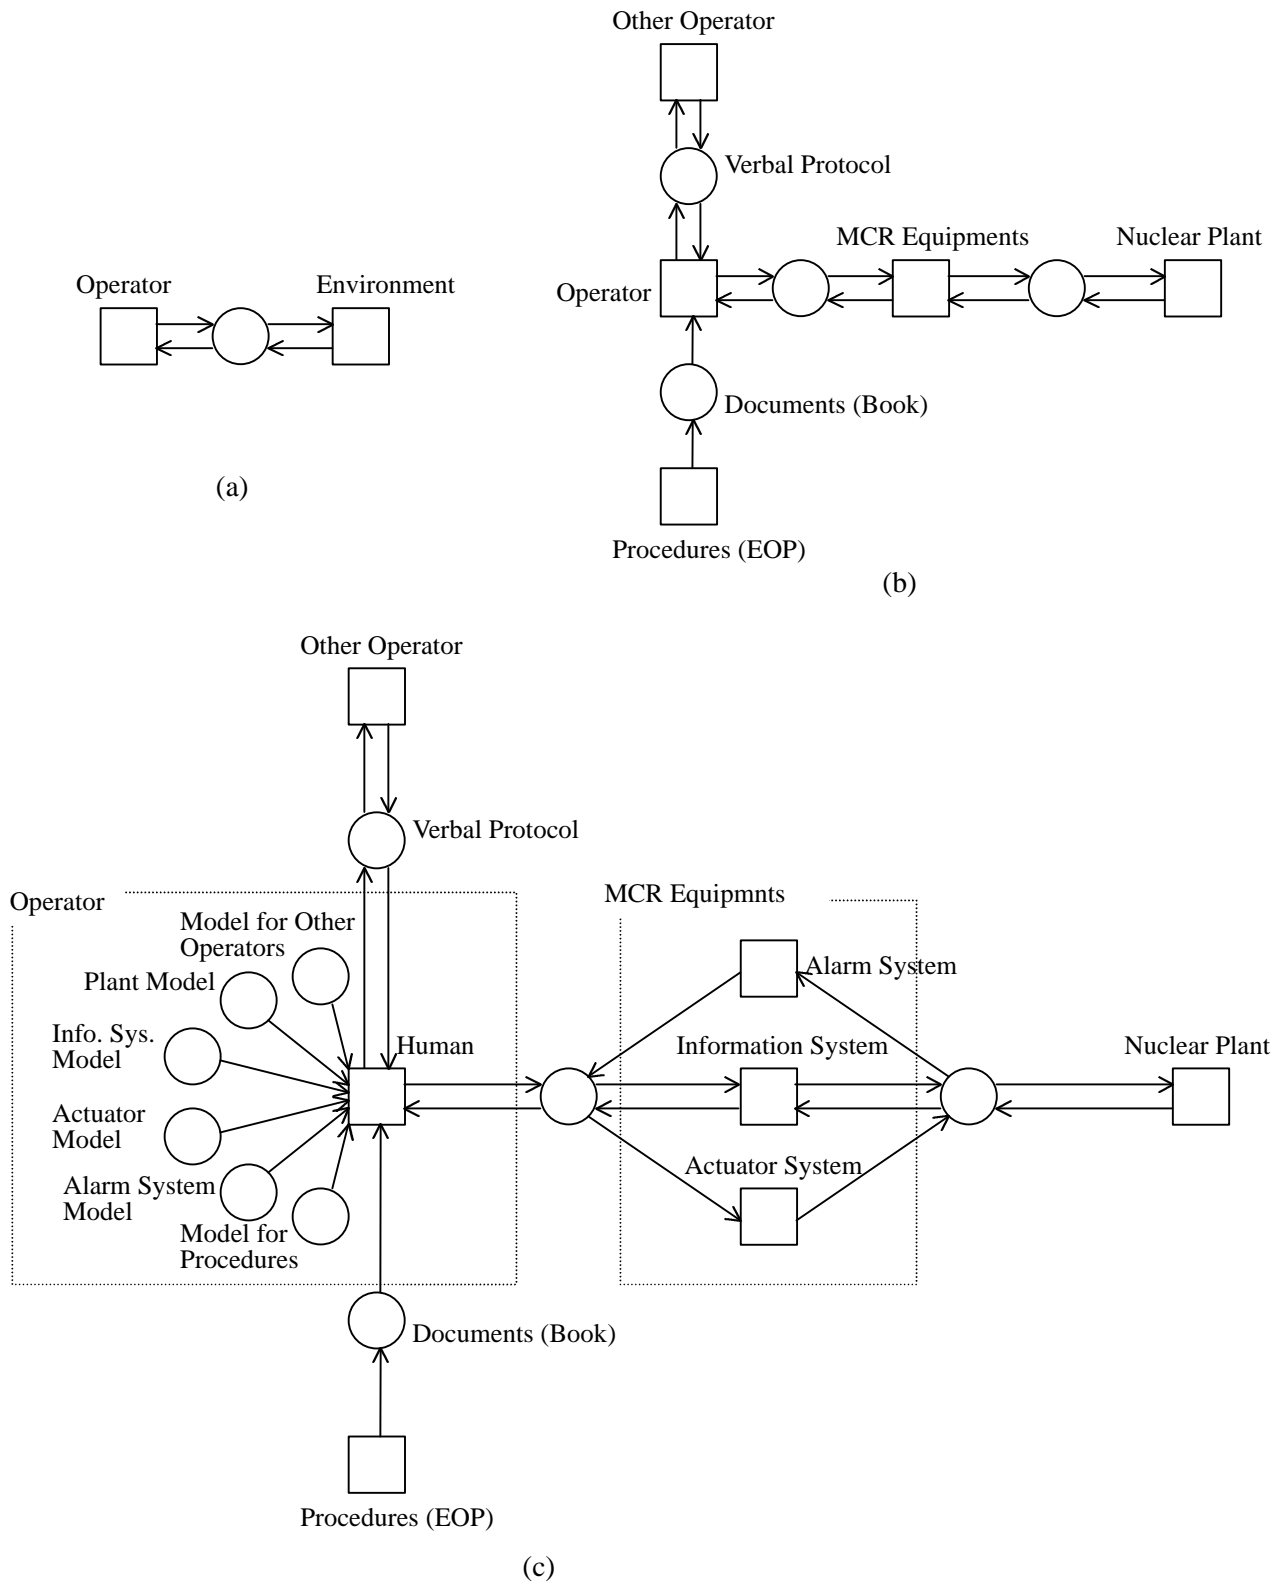 Operator
Environment
(a)
Other Operator
Verbal Protocol
MCR Equipments
Nuclear Plant
Operator
Documents (Book)
Procedures (EOP)
(b)
Other Operator
Verbal Protocol
Operator
MCR Equipmnts
Model for Other
Operators
Plant Model
Info. Sys.
Model
Actuator
Model
Alarm System
Model
Model for
Procedures
Human
Alarm System
Information System
Actuator System
Nuclear Plant
Documents (Book)
Procedures (EOP)
(c)